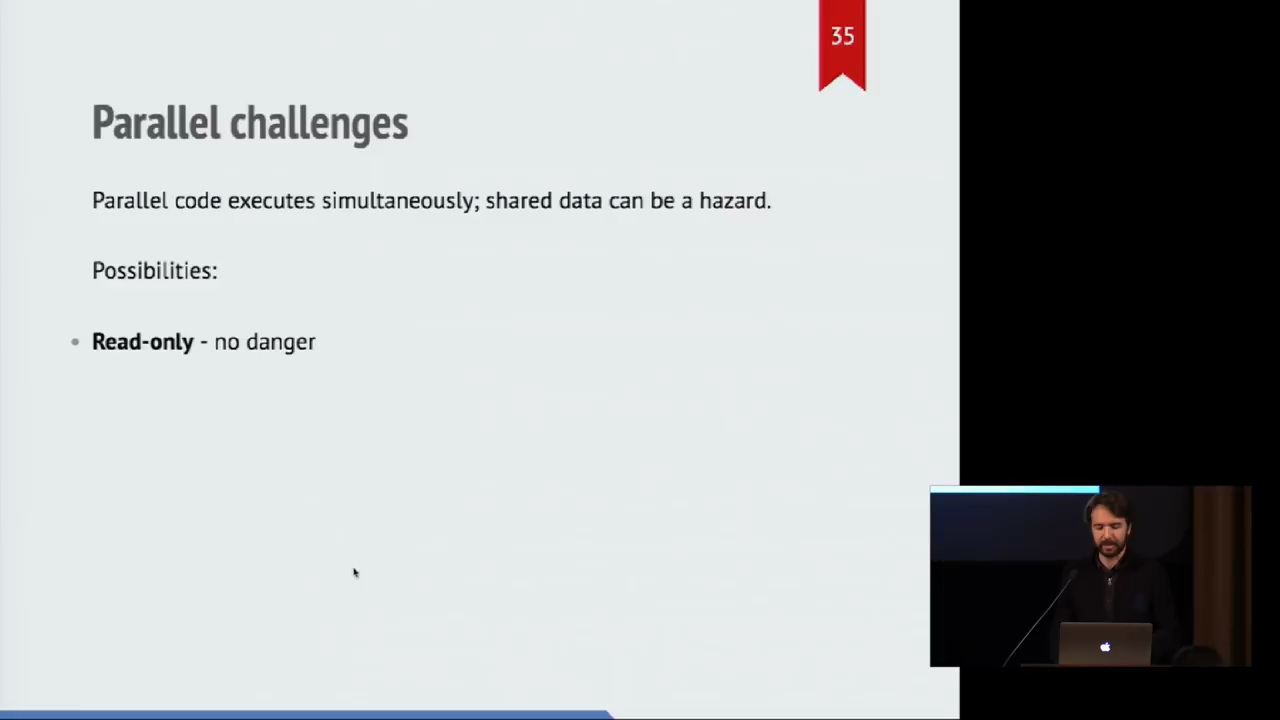 35
Parallel challenges
Parallel code executes simultaneously; shared data can be a hazard.
Possibilities:
• Read-only - no danger